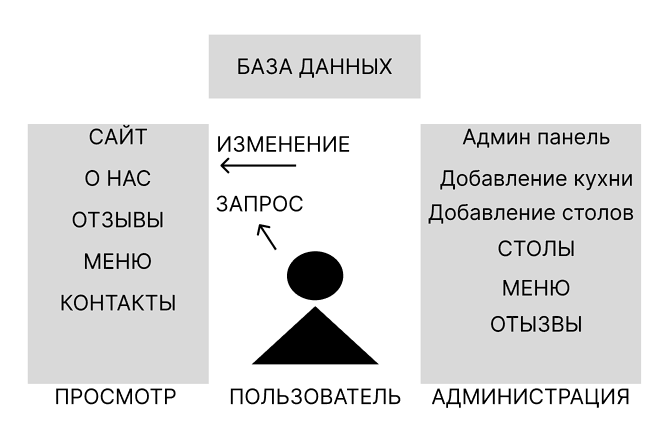 БАЗА ДАННЫХ
САЙТ
О НАС
ОТЗЫВЫ
МЕНЮ
КОНТАКТЫ
ПРОСМОТР
ИЗМЕНЕНИЕ
ЗАПРОС
ПОЛЬЗОВАТЕЛЬ
Админ панель
Добавление кухни
Добавление столов
СТОЛЫ
МЕНЮ
ОТЫЗВЫ
АДМИНИСТРАЦИЯ